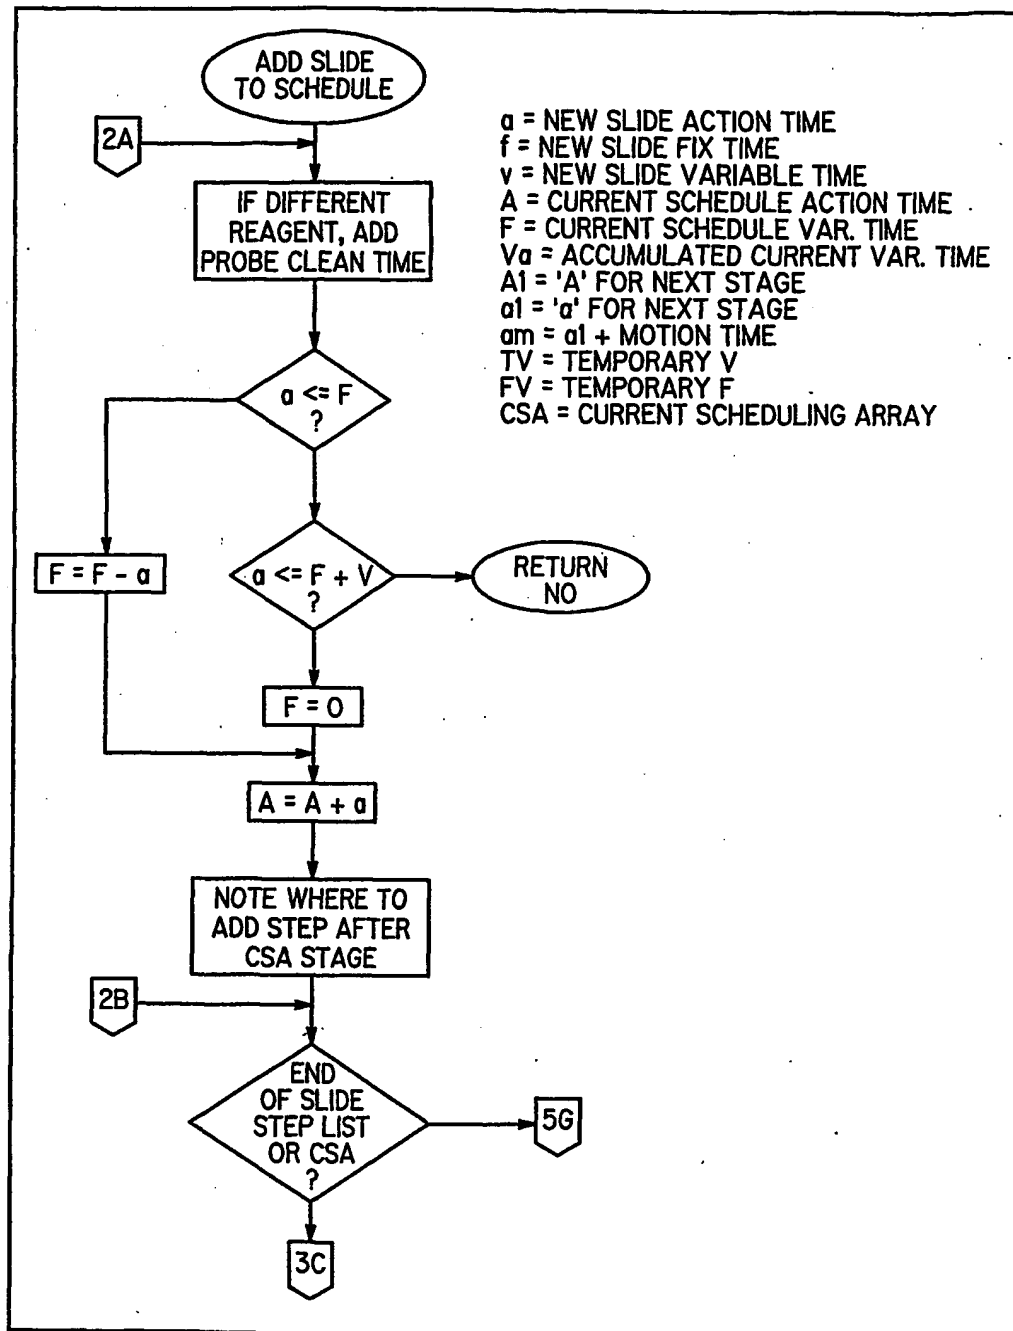 ADD SLIDE
TO SCHEDULE
2A
a = NEW SLIDE ACTION TIME
f = NEW SLIDE FIX TIME
v = NEW SLIDE VARIABLE TIME
A = CURRENT SCHEDULE ACTION TIME
F = CURRENT SCHEDULE VAR. TIME
Va = ACCUMULATED CURRENT VAR. TIME
A1 = 'A' FOR NEXT STAGE
a1 = 'a' FOR NEXT STAGE
am = a1 + MOTION TIME
TV = TEMPORARY V
FV = TEMPORARY F
CSA = CURRENT SCHEDULING ARRAY
IF DIFFERENT
REAGENT, ADD
PROBE CLEAN TIME
a <= F
?
F = F - a
a <= F + V
?
RETURN
NO
F = 0
A = A + a
NOTE WHERE TO
ADD STEP AFTER
CSA STAGE
2B
END
OF SLIDE
STEP LIST
OR CSA
?
5G
3C